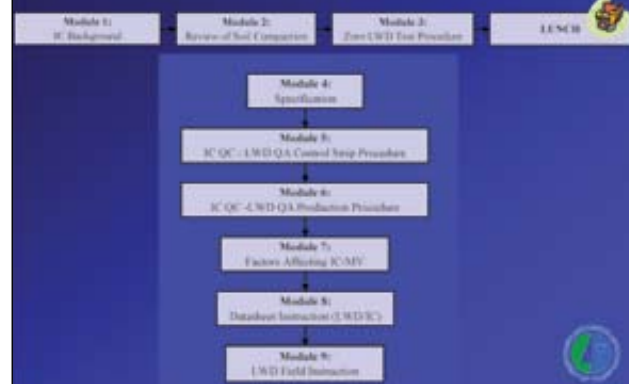 Module 1:
IC Background
Module 2:
Review of Soil Compaction
Module 3:
Zorn LWD Test Procedure
LUNCH
Module 4:
Specification
Module 5:
IC QC - LWD QA Control Strip Procedure
Module 6:
IC QC -LWD QA Production Procedure
Module 7:
Factors Affecting IC-MV
Module 8:
Datasheet Instruction (LWD/IC)
Module 9:
LWD Field Instruction